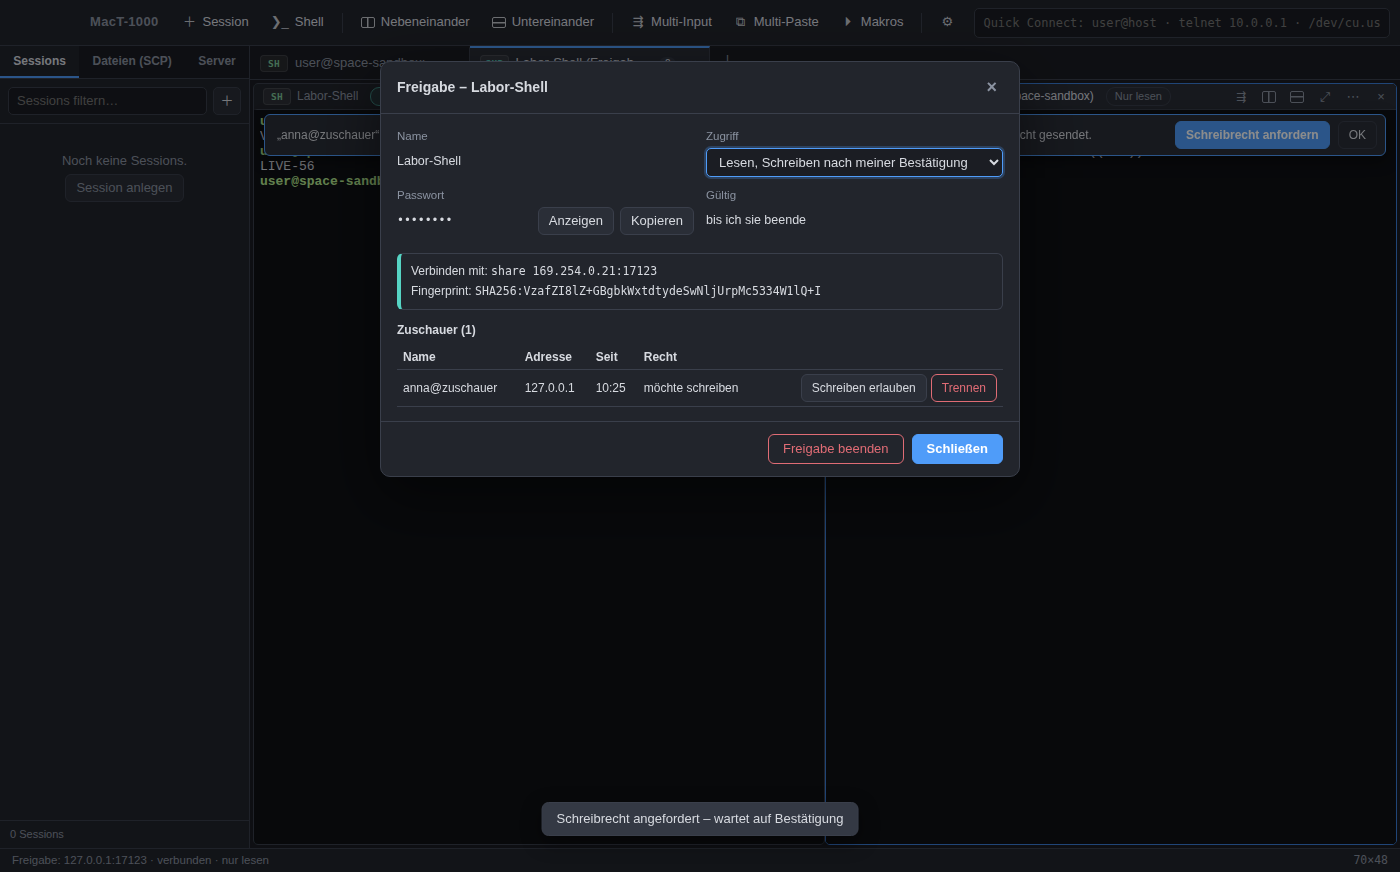 MacT-1000
Session
Shell
Nebeneinander
Untereinander
Multi-Input
Multi-Paste
Makros
Quick Connect: user@host · telnet 10.0.0.1 · /dev/cu.us
Sessions
Dateien (SCP)
Server
SH
Sessions filtern…
Noch keine Sessions.
Session anlegen
SH Labor-Shell
Nur lesen
„anna@zuschauer“
Schreibrecht anfordern
OK
LIVE-56
Freigabe – Labor-Shell
Name
Labor-Shell
Zugriff
Lesen, Schreiben nach meiner Bestätigung
Passwort
••••••••
Anzeigen
Kopieren
Gültig
bis ich sie beende
Verbinden mit: share 169.254.0.21:17123
Fingerprint: SHA256:VzafZI8lZ+GBgbkWxtdtydeSwNljUrpMc5334W1lQ+I
Zuschauer (1)
Name Adresse Seit Recht
anna@zuschauer 127.0.0.1 10:25 möchte schreiben
Schreiben erlauben
Trennen
Freigabe beenden
Schließen
Schreibrecht angefordert – wartet auf Bestätigung
0 Sessions
Freigabe: 127.0.0.1:17123 · verbunden · nur lesen
70×48